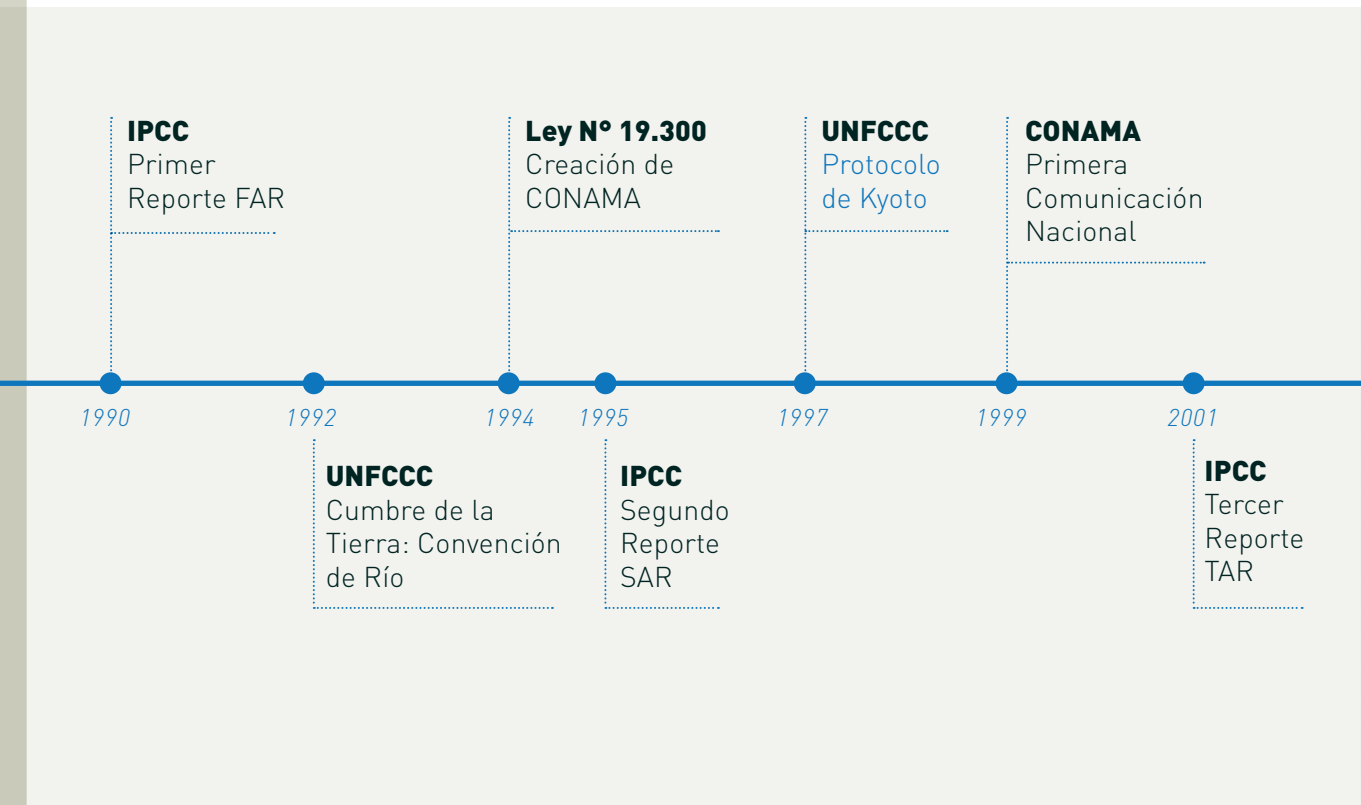 IPCC
Primer
Reporte FAR
Ley N° 19.300
Creación de
CONAMA
UNFCCC
Protocolo
de Kyoto
CONAMA
Primera
Comunicación
Nacional
1990
1992
1994
1995
1997
1999
2001
UNFCCC
Cumbre de la
Tierra: Convención
de Río
IPCC
Segundo
Reporte
SAR
IPCC
Tercer
Reporte
TAR